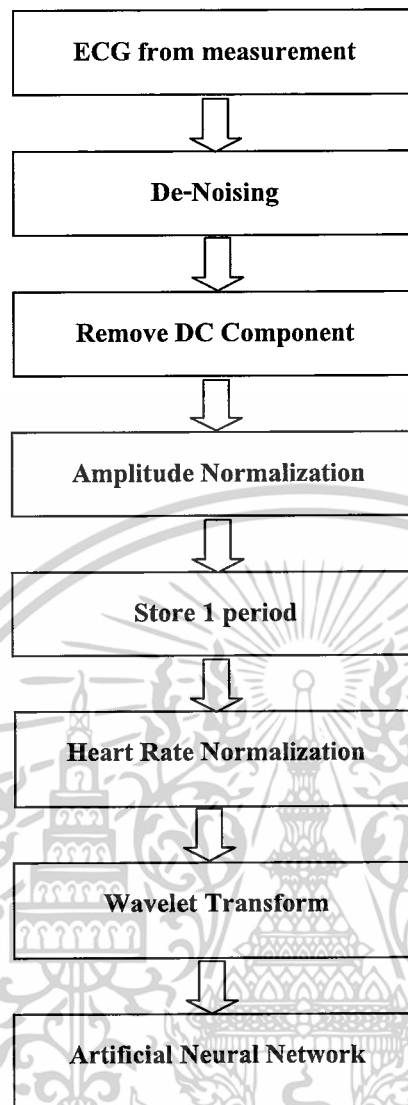 ECG from measurement
De-Noising
Remove DC Component
Amplitude Normalization
Store 1 period
Heart Rate Normalization
Wavelet Transform
Artificial Neural Network